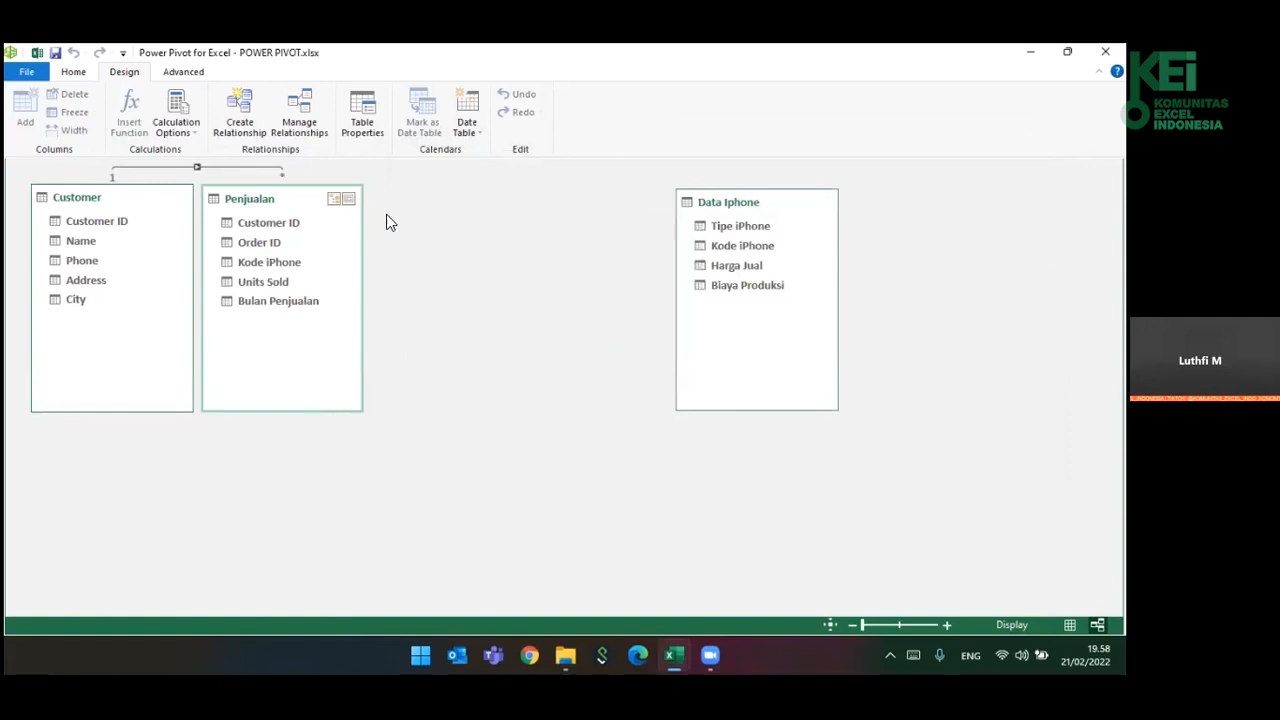 Power Pivot for Excel - POWER PIVOT.xlsx
KEi
KOMUNITAS
EXCEL
INDONESIA
File
Home
Design
Advanced
Add
Delete
Freeze
Width
Insert
Function
Calculation
Options
Create
Relationship
Manage
Relationships
Table
Properties
Mark as
Date Table
Date
Table
Undo
Redo
Columns
Calculations
Relationships
Calendars
Edit
1
*
Customer
Customer ID
Name
Phone
Address
City
Penjualan
Customer ID
Order ID
Kode iPhone
Units Sold
Bulan Penjualan
Data Iphone
Tipe iPhone
Kode iPhone
Harga Jual
Biaya Produksi
Luthfi M
Display
ENG
19.58
21/02/2022